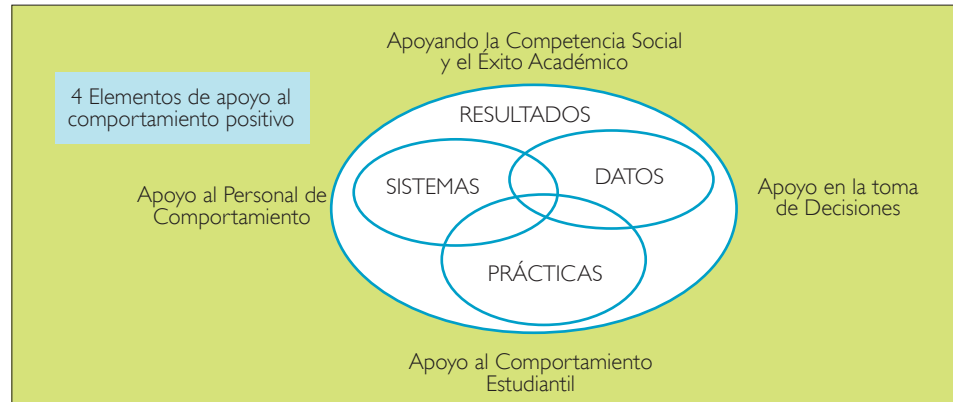 Apoyando la Competencia Social
y el Éxito Académico
4 Elementos de apoyo al
comportamiento positivo
RESULTADOS
SISTEMAS
DATOS
Apoyo al Personal de
Comportamiento
Apoyo en la toma
de Decisiones
PRÁCTICAS
Apoyo al Comportamiento
Estudiantil